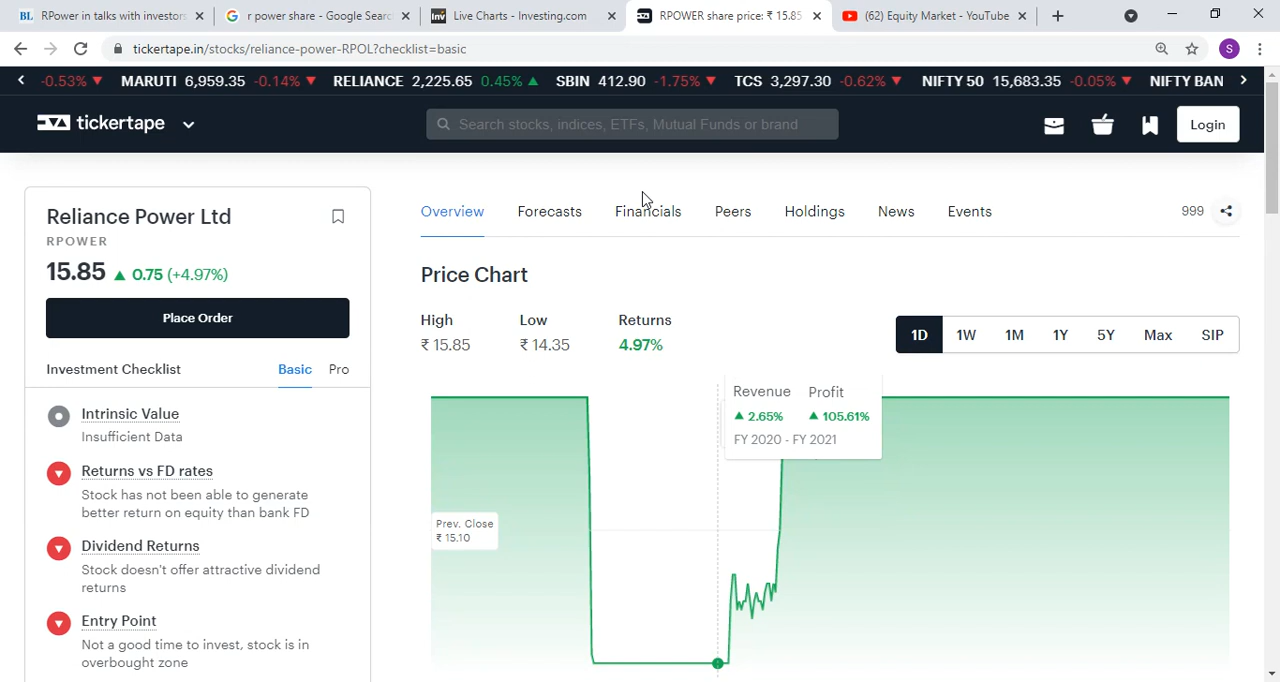 RPower in talks with investors
r power share - Google Searc
Live Charts - Investing.com
RPOWER share price: ₹ 15.85
(62) Equity Market - YouTube
tickertape.in/stocks/reliance-power-RPOL?checklist=basic
S
-0.53% ▼ MARUTI 6,959.35 -0.14% ▼ RELIANCE 2,225.65 0.45% ▲ SBIN 412.90 -1.75% ▼ TCS 3,297.30 -0.62% ▼ NIFTY 50 15,683.35 -0.05% ▼ NIFTY BAN
tickertape
Search stocks, indices, ETFs, Mutual Funds or brand
Login
Reliance Power Ltd
RPOWER
15.85 ▲ 0.75 (+4.97%)
Place Order
Investment Checklist Basic Pro
Intrinsic Value
Insufficient Data
Returns vs FD rates
Stock has not been able to generate
better return on equity than bank FD
Dividend Returns
Stock doesn't offer attractive dividend
returns
Entry Point
Not a good time to invest, stock is in
overbought zone
Overview Forecasts Financials Peers Holdings News Events
999
Price Chart
High Low Returns
₹ 15.85 ₹ 14.35 4.97%
1D 1W 1M 1Y 5Y Max SIP
Revenue Profit
▲ 2.65% ▲ 105.61%
FY 2020 - FY 2021
Prev. Close
₹ 15.10